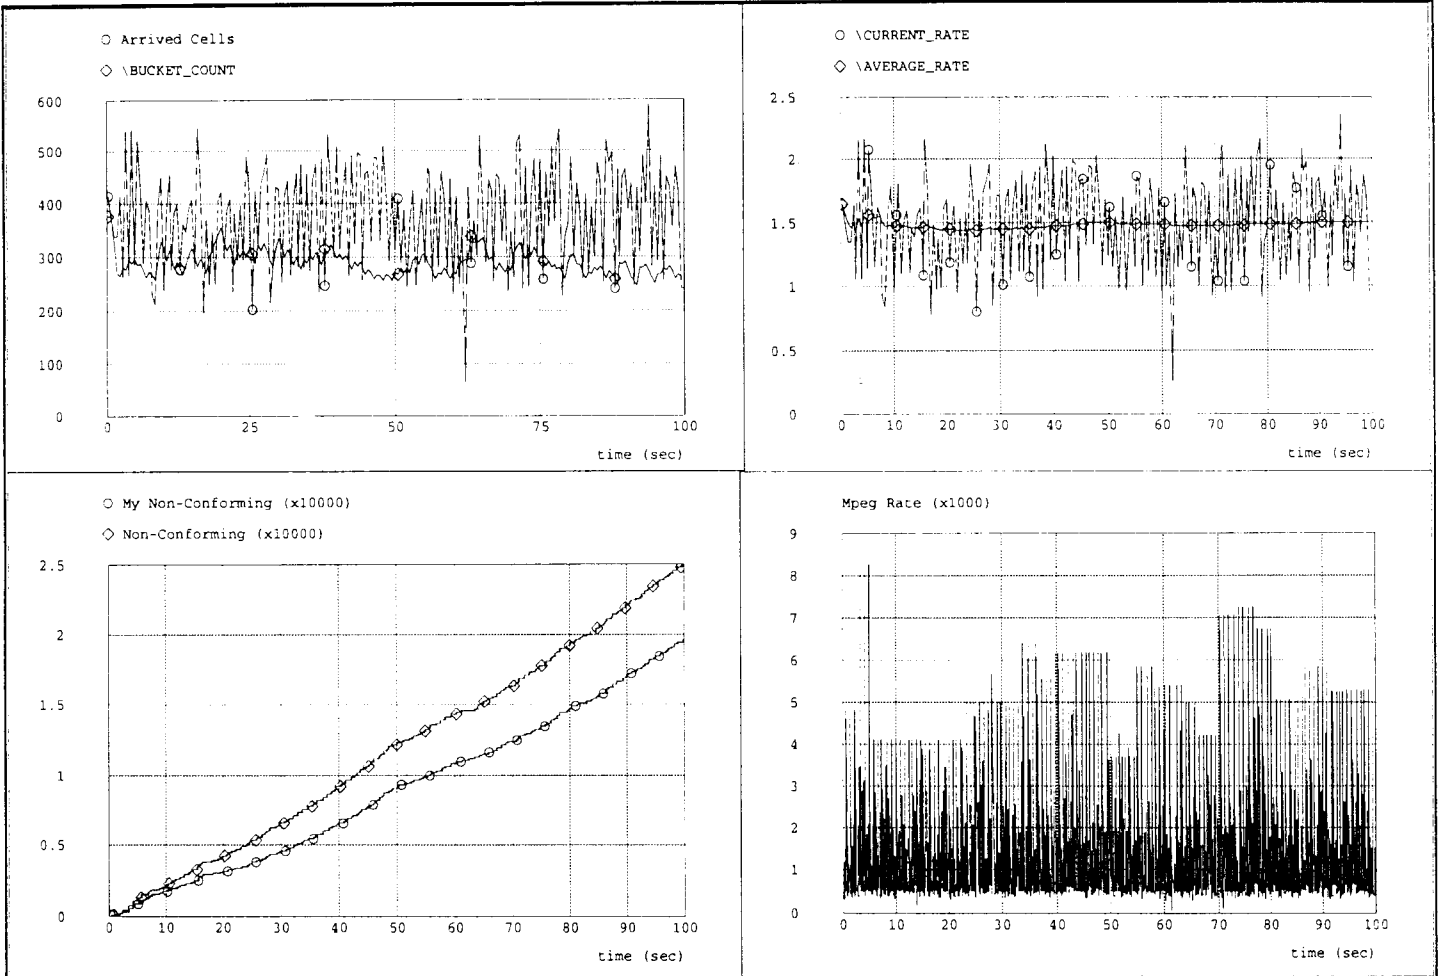 Arrived Cells
\BUCKET_COUNT
600
500
400
300
200
100
0
0 25 50 75 100
time (sec)
\CURRENT_RATE
\AVERAGE_RATE
2.5
2
1.5
1
0.5
0
0 10 20 30 40 50 60 70 80 90 100
time (sec)
My Non-Conforming (x10000)
Non-Conforming (x10000)
2.5
2
1.5
1
0.5
0
0 10 20 30 40 50 60 70 80 90 100
time (sec)
Mpeg Rate (x1000)
9
8
7
6
5
4
3
2
1
0
0 10 20 30 40 50 60 70 80 90 100
time (sec)